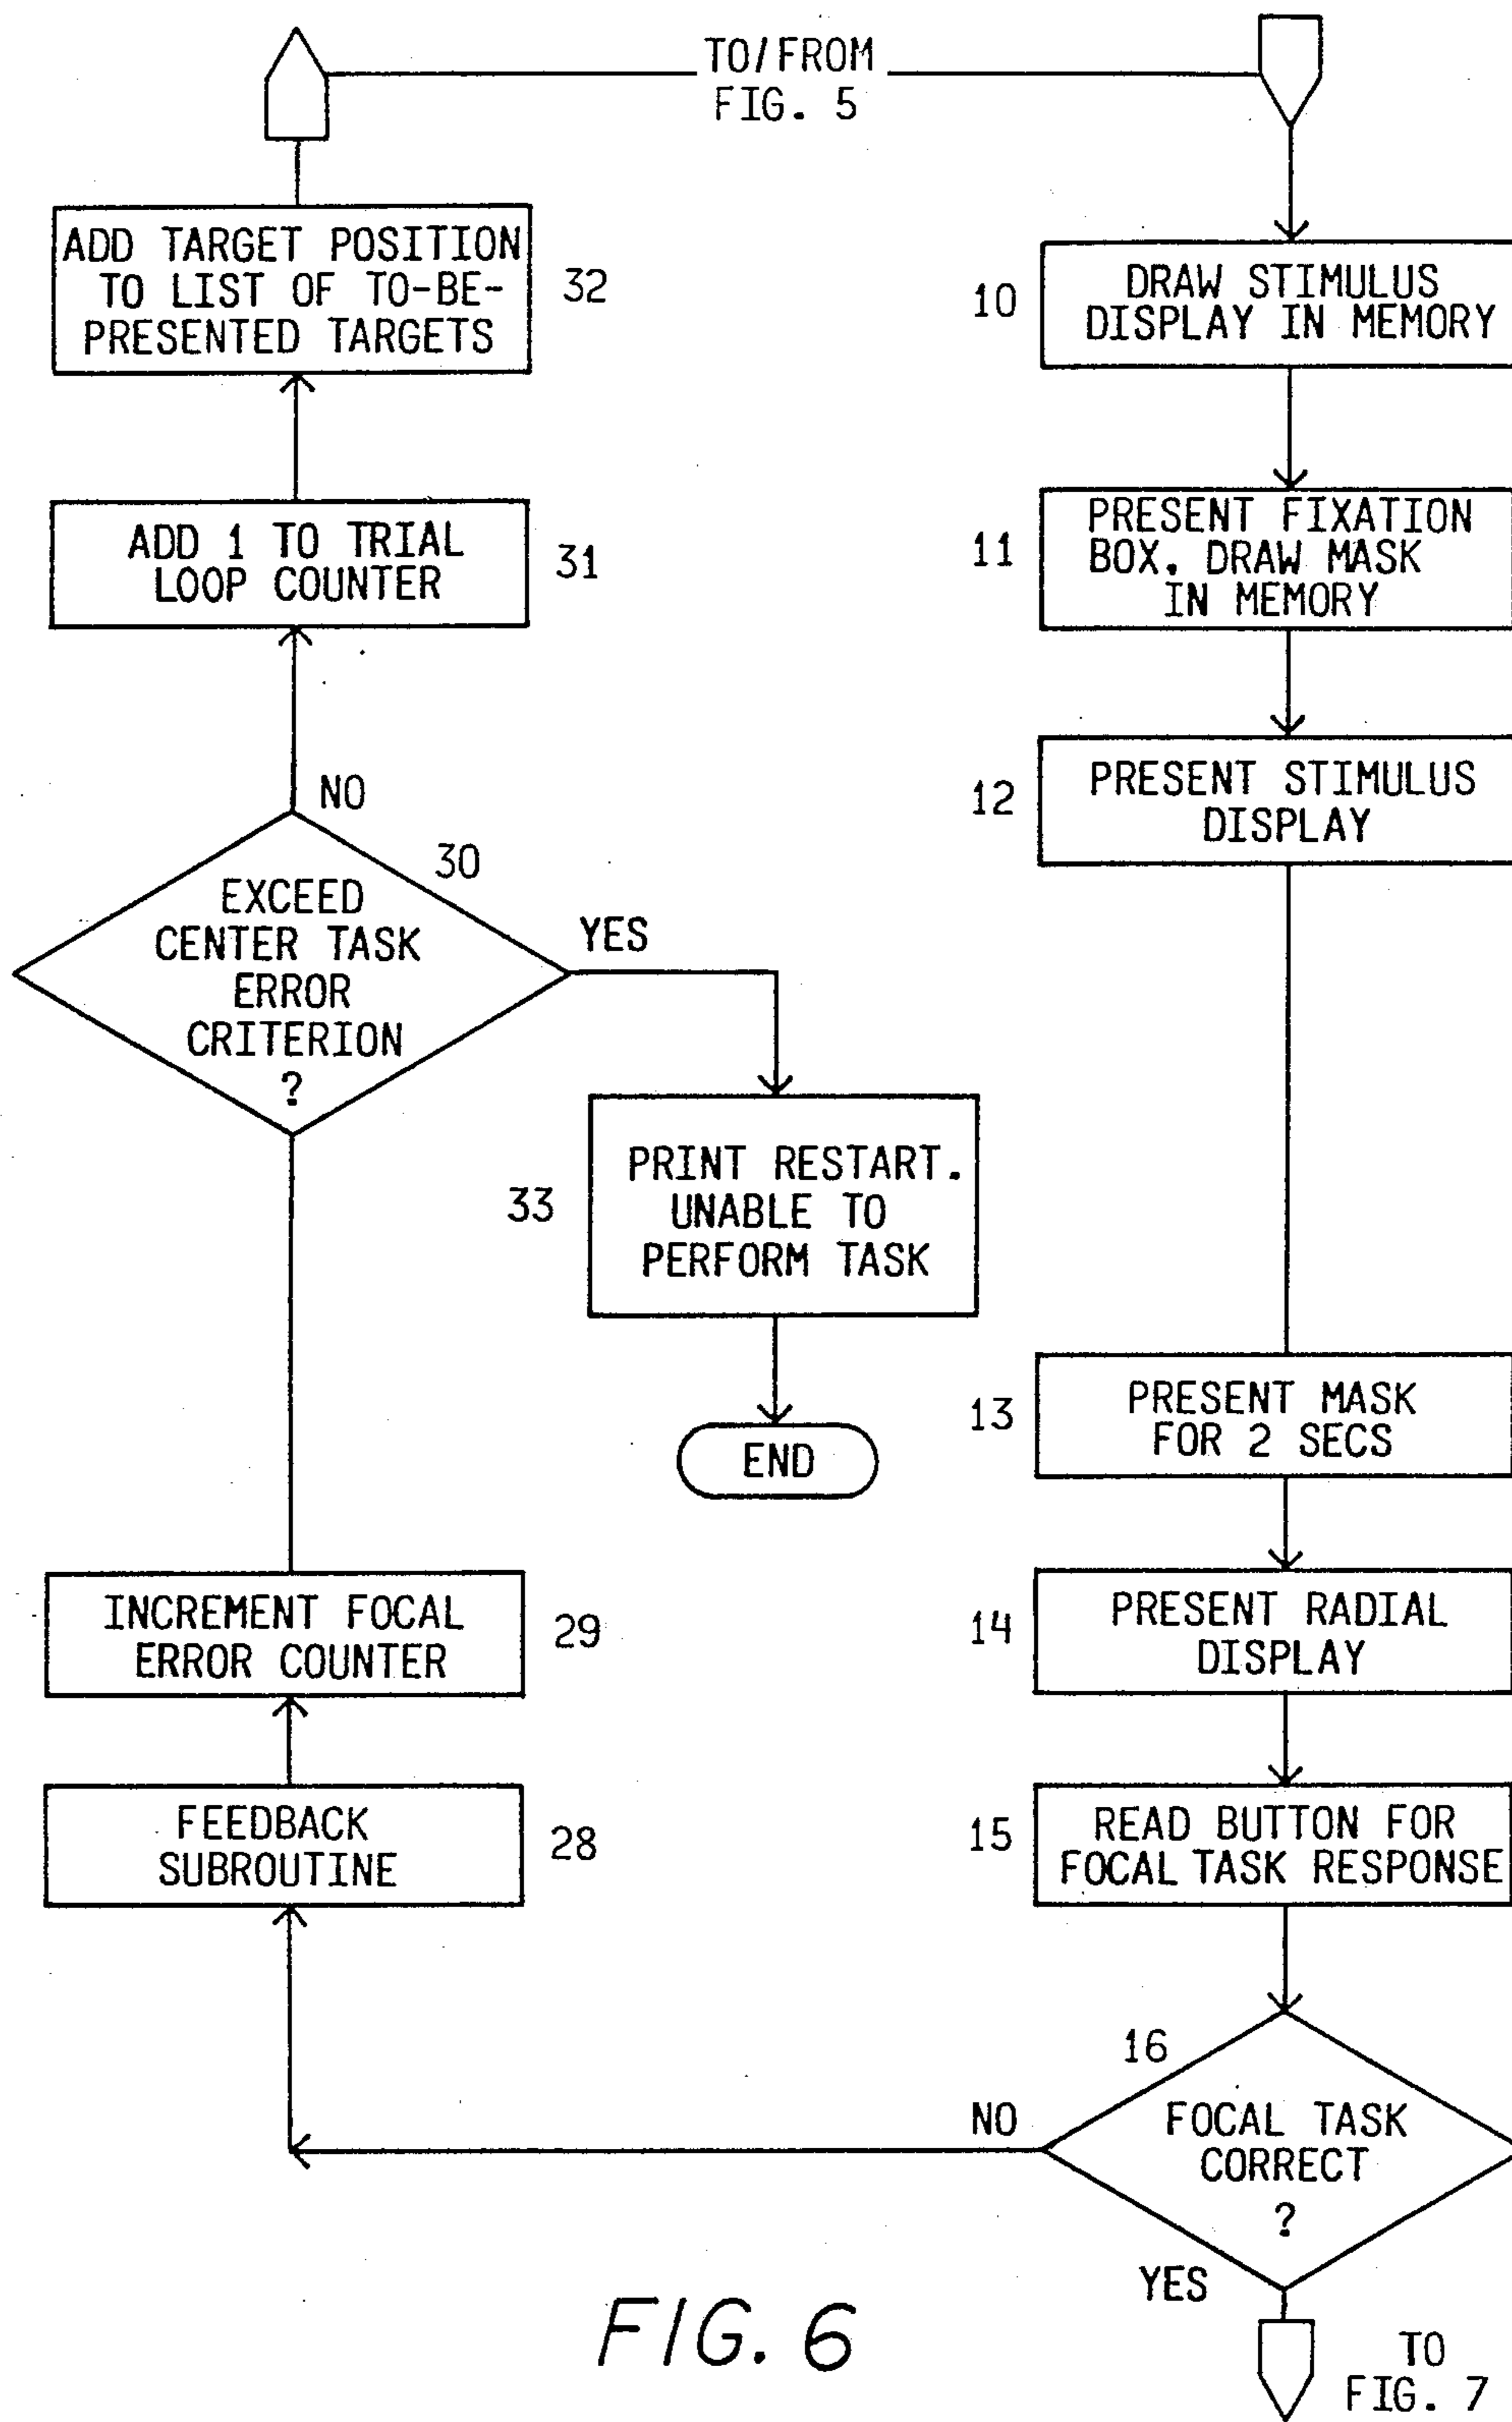 TO/FROM
FIG. 5
ADD TARGET POSITION
TO LIST OF TO-BE-
PRESENTED TARGETS
32
ADD 1 TO TRIAL
LOOP COUNTER
31
NO
30
EXCEED
CENTER TASK
ERROR
CRITERION
?
YES
33
PRINT RESTART.
UNABLE TO
PERFORM TASK
END
INCREMENT FOCAL
ERROR COUNTER
29
FEEDBACK
SUBROUTINE
28
10
DRAW STIMULUS
DISPLAY IN MEMORY
11
PRESENT FIXATION
BOX. DRAW MASK
IN MEMORY
12
PRESENT STIMULUS
DISPLAY
13
PRESENT MASK
FOR 2 SECS
14
PRESENT RADIAL
DISPLAY
15
READ BUTTON FOR
FOCAL TASK RESPONSE
16
NO
FOCAL TASK
CORRECT
?
YES
TO
FIG. 7
FIG. 6